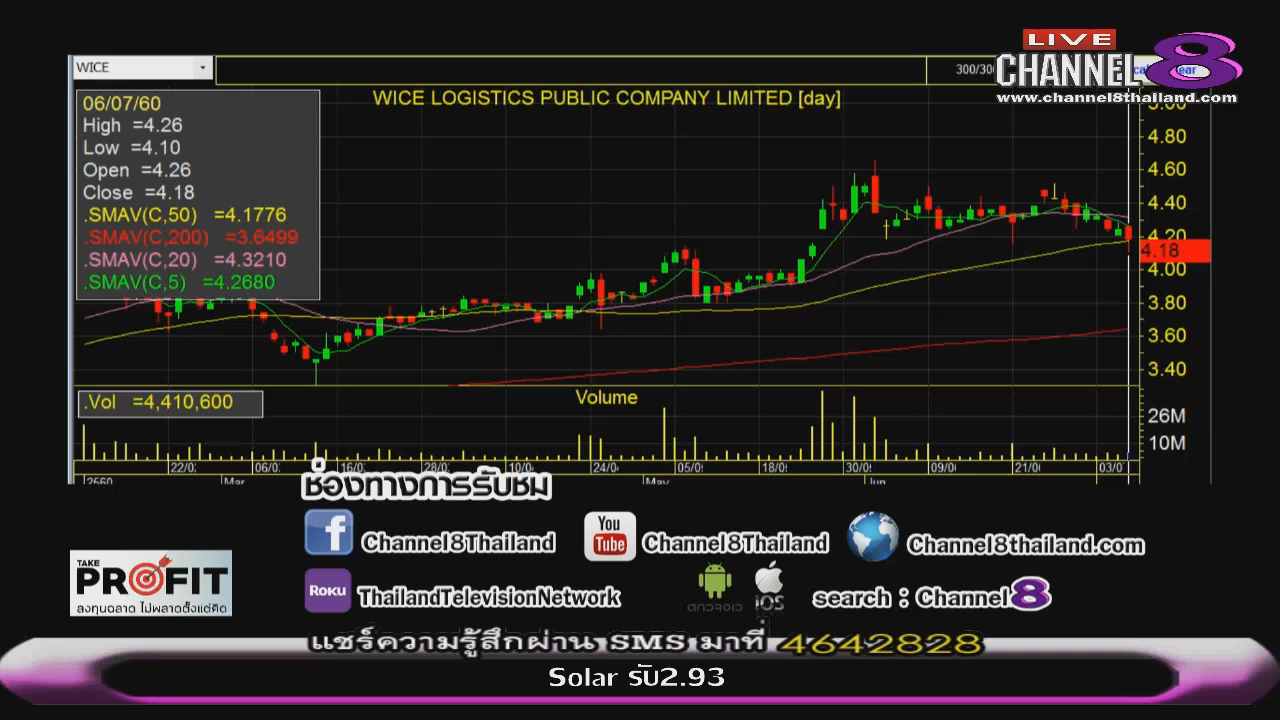 LIVE
WICE
300/300
CHANNEL 8
www.channel8thailand.com
WICE LOGISTICS PUBLIC COMPANY LIMITED [day]
06/07/60
High =4.26
Low =4.10
Open =4.26
Close =4.18
.SMAV(C,50) =4.1776
.SMAV(C,200) =3.6499
.SMAV(C,20) =4.3210
.SMAV(C,5) =4.2680
5.00
4.80
4.60
4.40
4.20
4.18
4.00
3.80
3.60
3.40
.Vol =4,410,600
Volume
26M
10M
22/0
06/0
16/0
28/0
10/0
24/0
05/0
18/0
30/0
09/0
21/0
03/0
2560 Mar May Jun
ช่องทางการรับชม
f Channel8Thailand
You Tube Channel8Thailand
Channel8thailand.com
TAKE PROFIT
ลงทุนฉลาด ไม่พลาดตั้งแต่คิด
Roku ThailandTelevisionNetwork
iOS
search : Channel 8
แชร์ความรู้สึกผ่าน SMS มาที่ 4642828
Solar รับ2.93